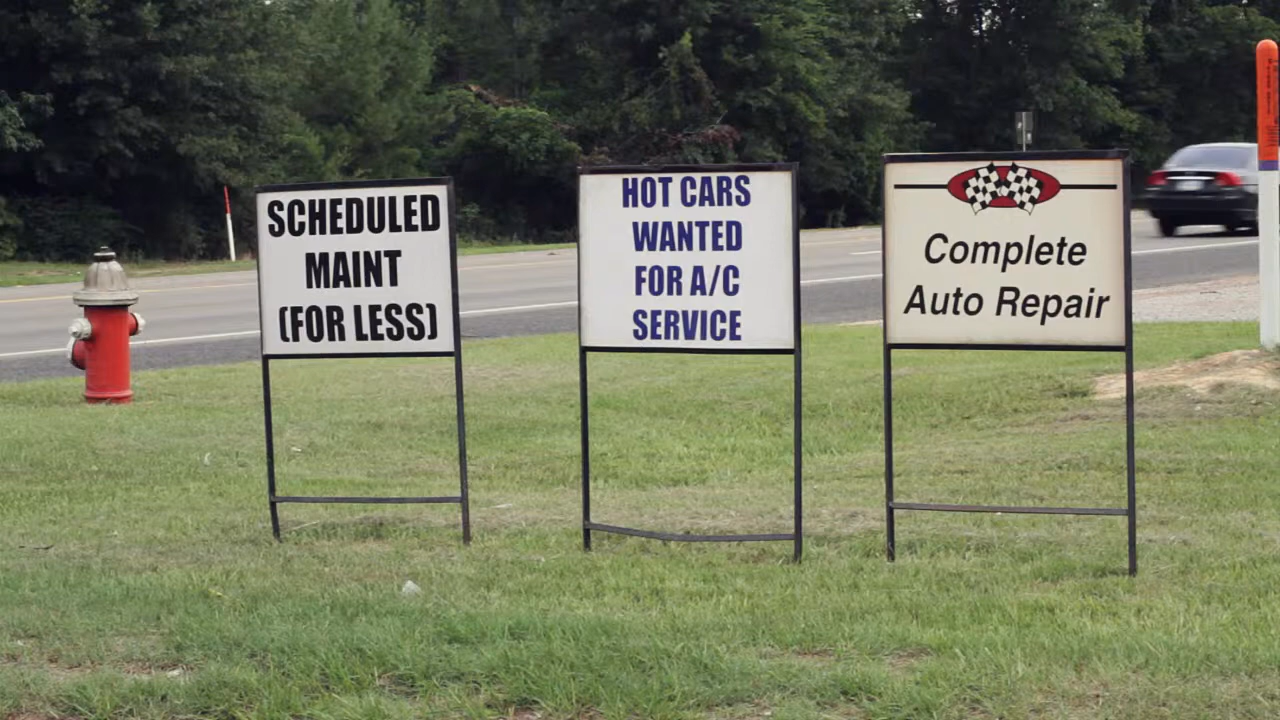 SCHEDULED
MAINT
(FOR LESS)
HOT CARS
WANTED
FOR A/C
SERVICE
Complete
Auto Repair